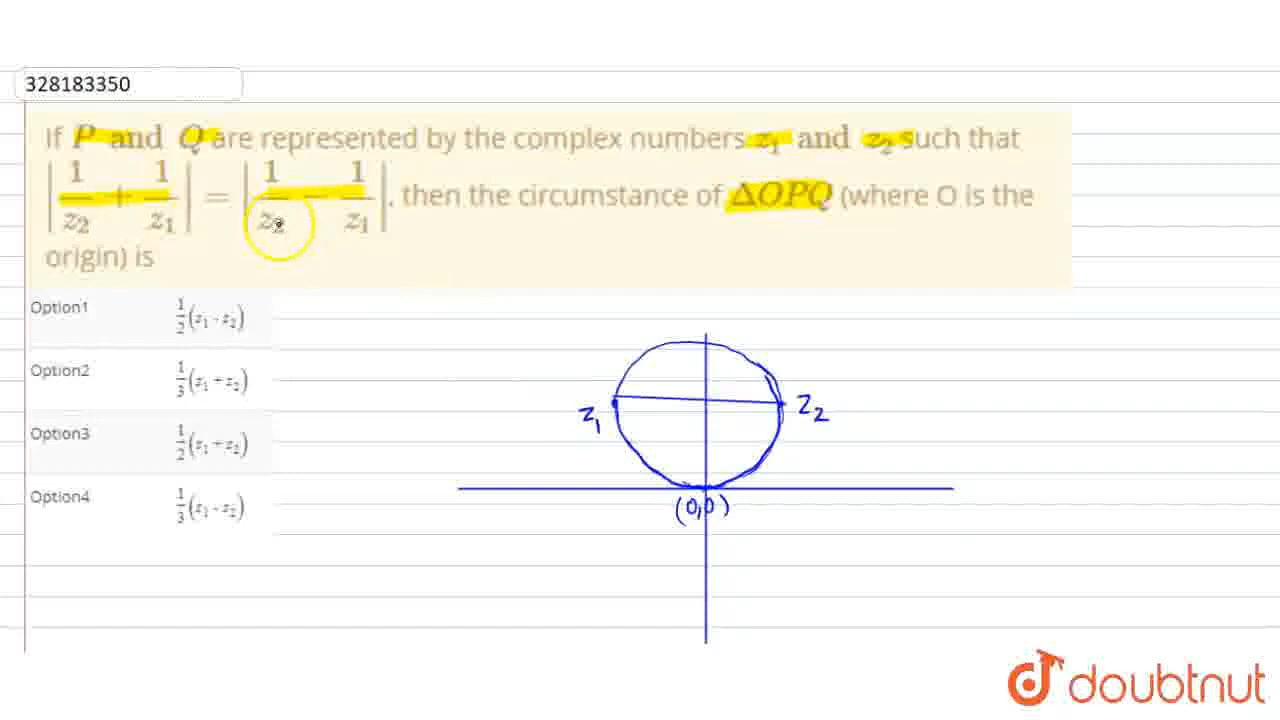 328183350
If P and Q are represented by the complex numbers z₁ and z₂ such that
|1/z₂ + 1/z₁| = |1/z₂ − 1/z₁|, then the circumstance of ΔOPQ (where O is the
origin) is
Option1 1/2(z₁ - z₂)
Option2 1/3(z₁ + z₂)
Option3 1/2(z₁ + z₂)
Option4 1/3(z₁ - z₂)
z₁ z₂
(0,0)
doubtnut